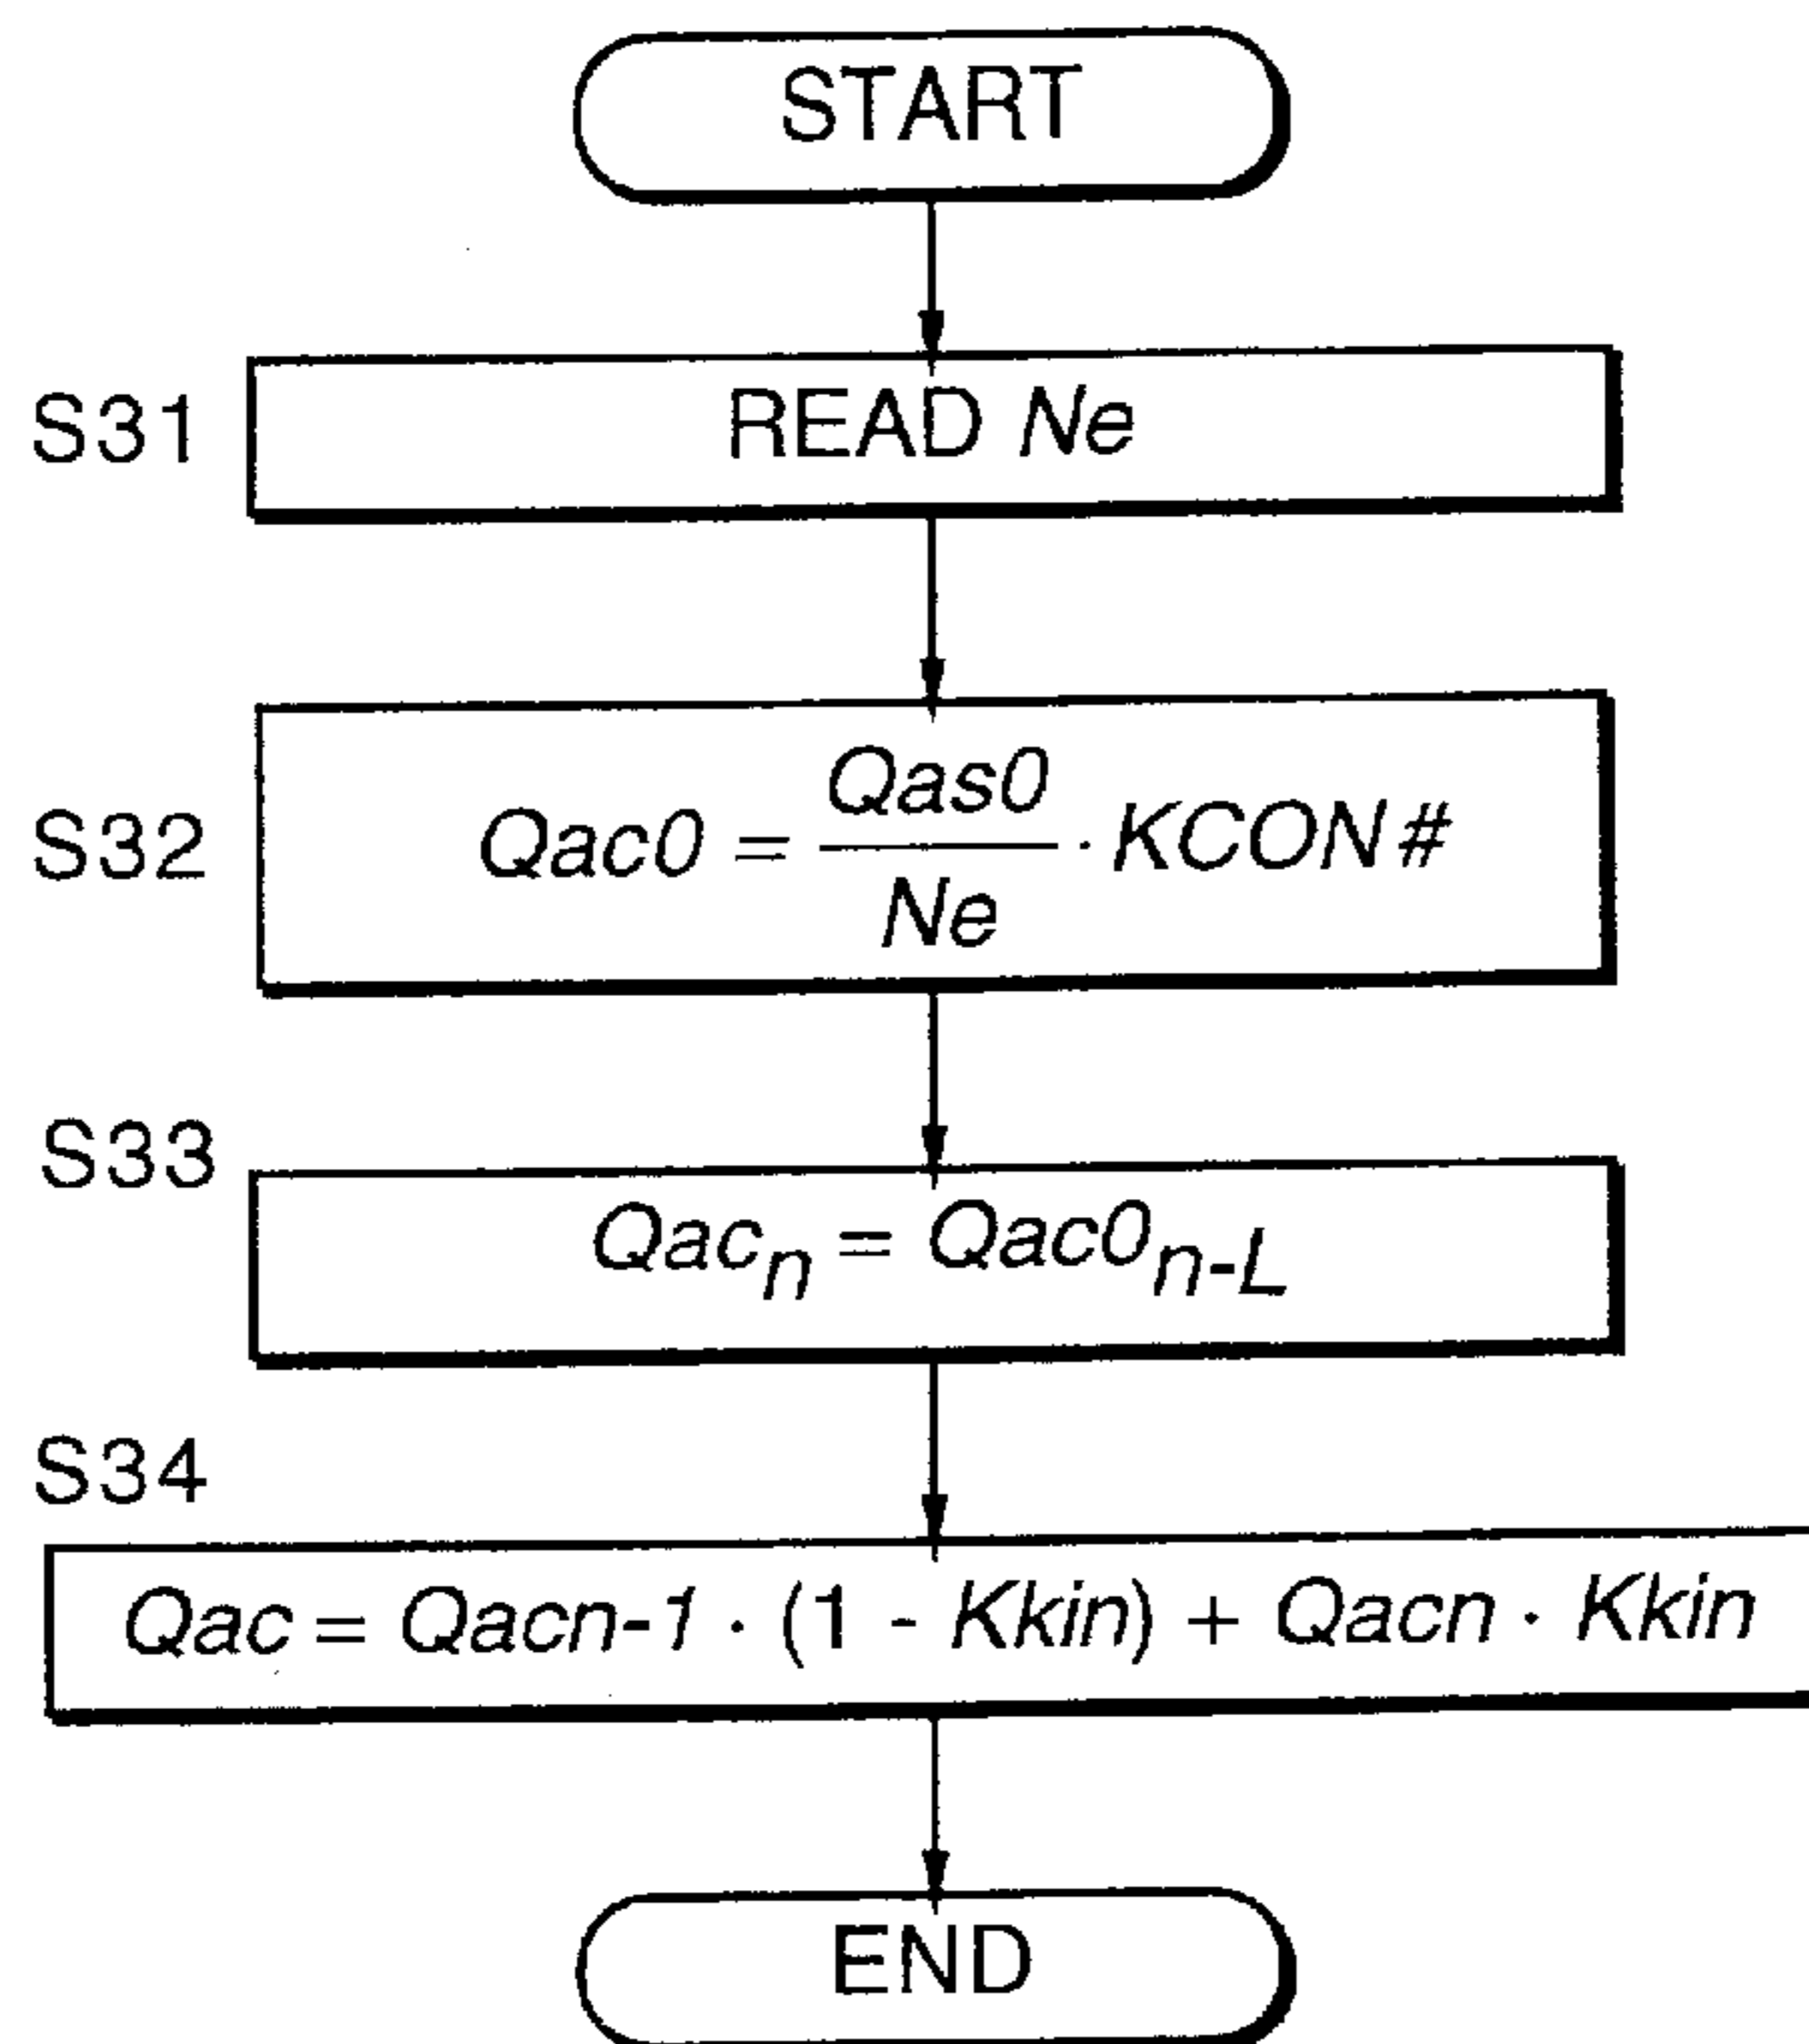 START
S31
READ Ne
S32
Qac0 = Qas0 / Ne · KCON#
S33
Qacn = Qac0n-L
S34
Qac = Qacn-1 · (1 - Kkin) + Qacn · Kkin
END